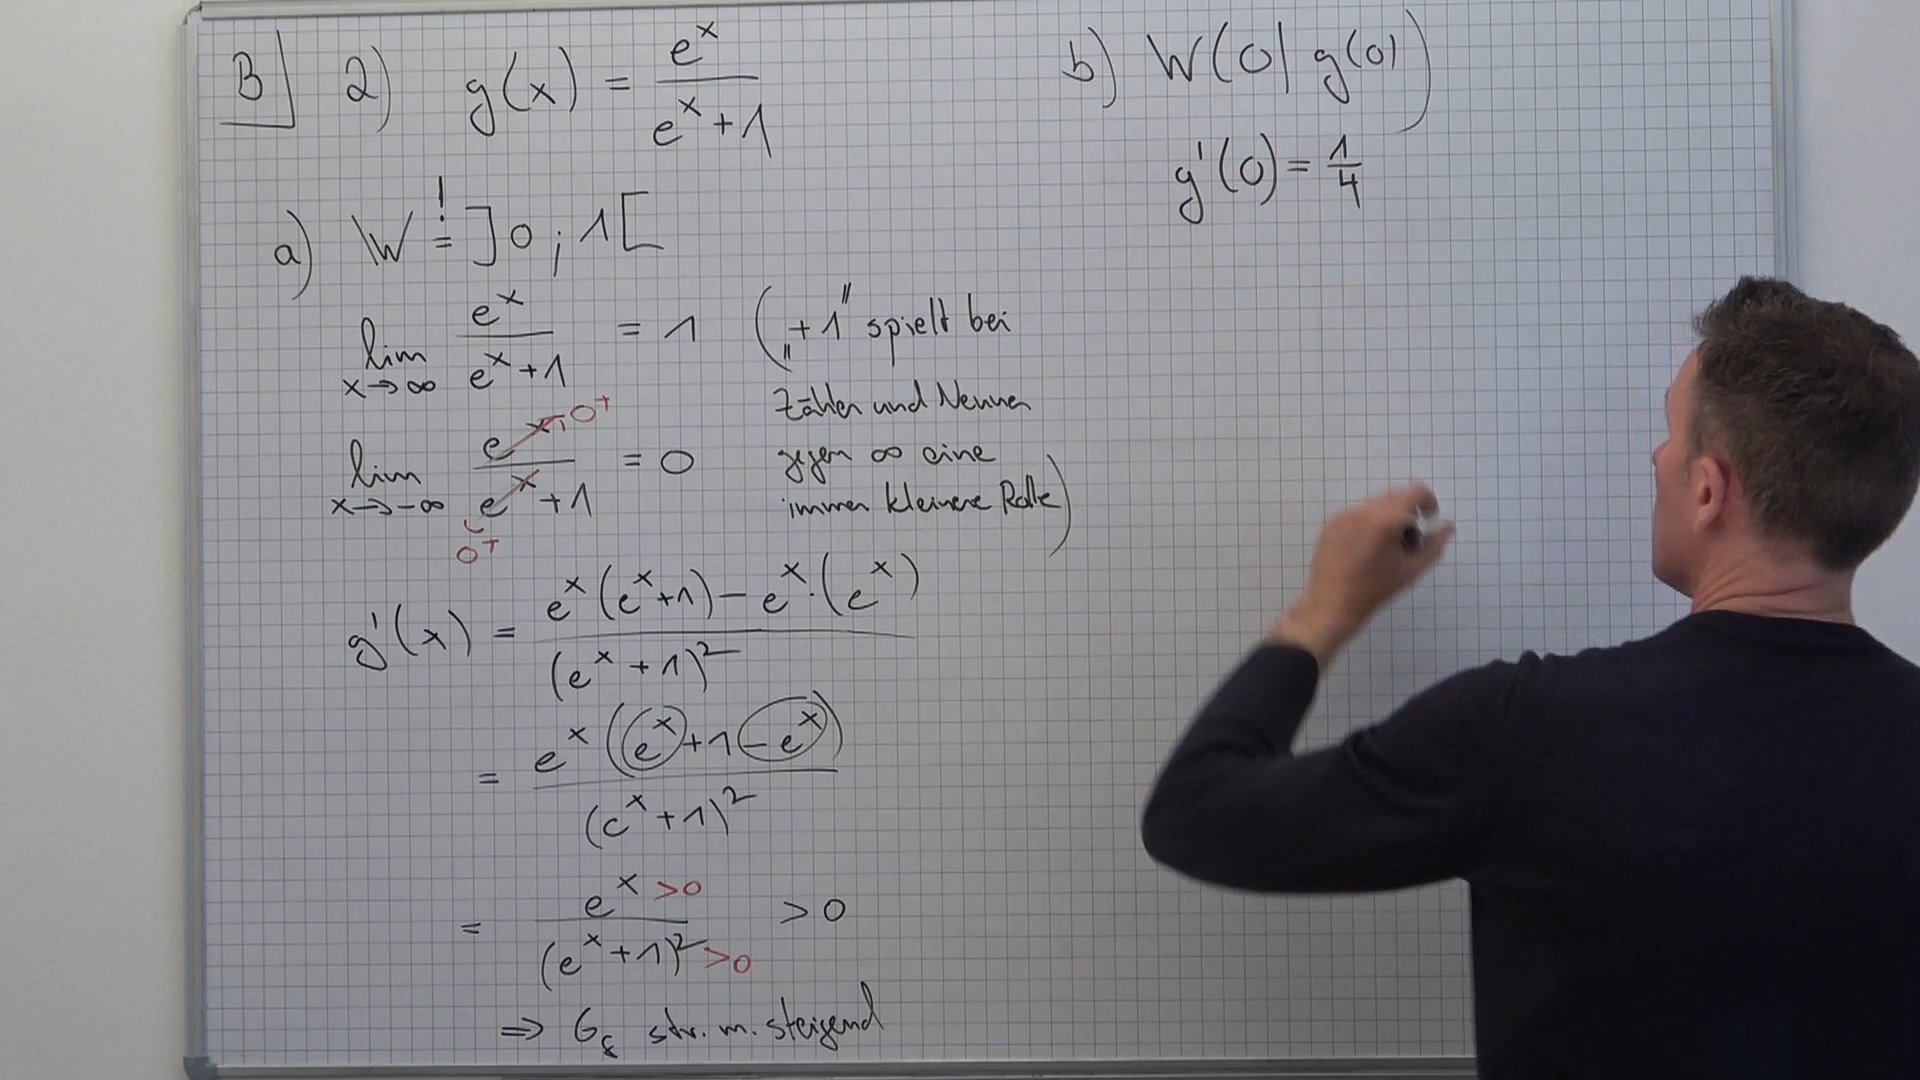 B 2) g(x) = e^x / (e^x + 1)
a) W != ]0 ; 1[
lim x→∞ e^x / (e^x + 1) = 1 („+1" spielt bei
Zähler und Nenner
lim x→-∞ e^x →0+ / (e^x + 1) = 0 gegen ∞ eine
immer kleinere Rolle)
0+
g'(x) = (e^x (e^x + 1) - e^x · (e^x)) / (e^x + 1)^2
= e^x (e^x + 1 - e^x) / (e^x + 1)^2
= e^x >0 / (e^x + 1)^2 >0 > 0
⇒ G_f str. m. steigend
b) W(0 | g(0))
g'(0) = 1/4